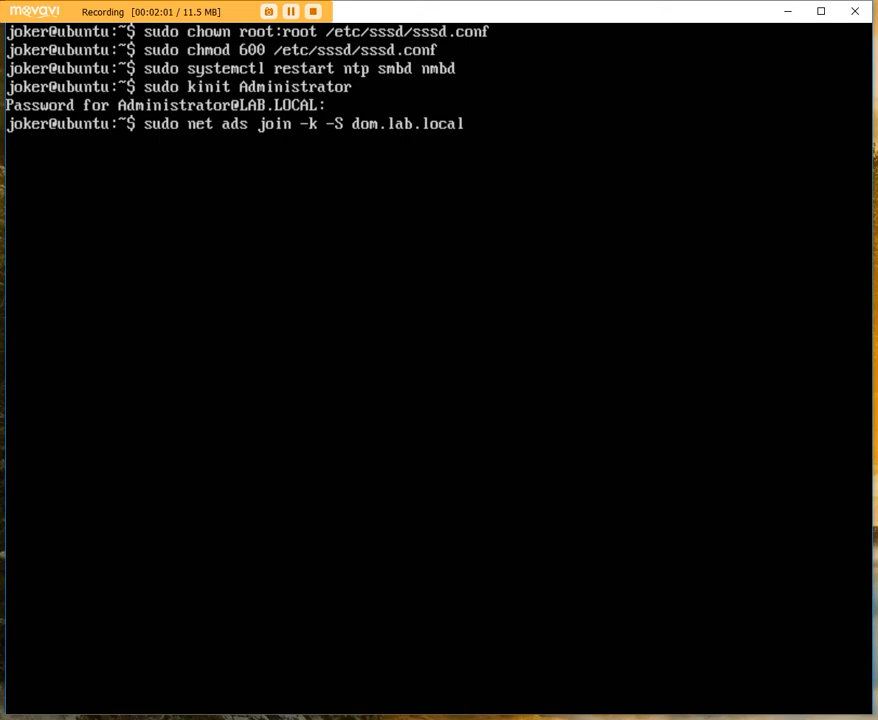 movavi Recording [00:02:01 / 11.5 MB]
joker@ubuntu:~$ sudo chown root:root /etc/sssd/sssd.conf
joker@ubuntu:~$ sudo chmod 600 /etc/sssd/sssd.conf
joker@ubuntu:~$ sudo systemctl restart ntp smbd nmbd
joker@ubuntu:~$ sudo kinit Administrator
Password for Administrator@LAB.LOCAL:
joker@ubuntu:~$ sudo net ads join -k -S dom.lab.local